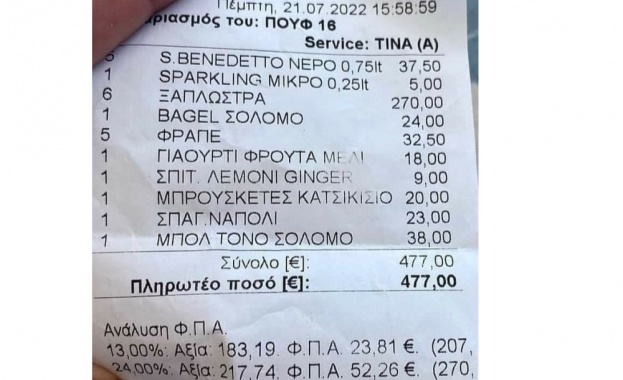 Πέμπτη, 21.07.2022 15:58:59
αριασμός του: ΠΟΥΦ 16
Service: TINA (A)
5 S.BENEDETTO ΝΕΡΟ 0,75lt 37,50
1 SPARKLING ΜΙΚΡΟ 0,25lt 5,00
6 ΞΑΠΛΩΣΤΡΑ 270,00
1 BAGEL ΣΟΛΟΜΟ 24,00
5 ΦΡΑΠΕ 32,50
1 ΓΙΑΟΥΡΤΙ ΦΡΟΥΤΑ ΜΕΛΙ 18,00
1 ΣΠΙΤ. ΛΕΜΟΝΙ GINGER 9,00
1 ΜΠΡΟΥΣΚΕΤΕΣ ΚΑΤΣΙΚΙΣΙΟ 20,00
1 ΣΠΑΓ.ΝΑΠΟΛΙ 23,00
1 ΜΠΟΛ ΤΟΝΟ ΣΟΛΟΜΟ 38,00
Σύνολο [€]: 477,00
Πληρωτέο ποσό [€]: 477,00
Ανάλυση Φ.Π.Α.
13,00%: Αξία: 183,19. Φ.Π.Α. 23,81 €. (207,
24,00%: Αξία: 217,74. Φ.Π.Α. 52,26 €. (270,